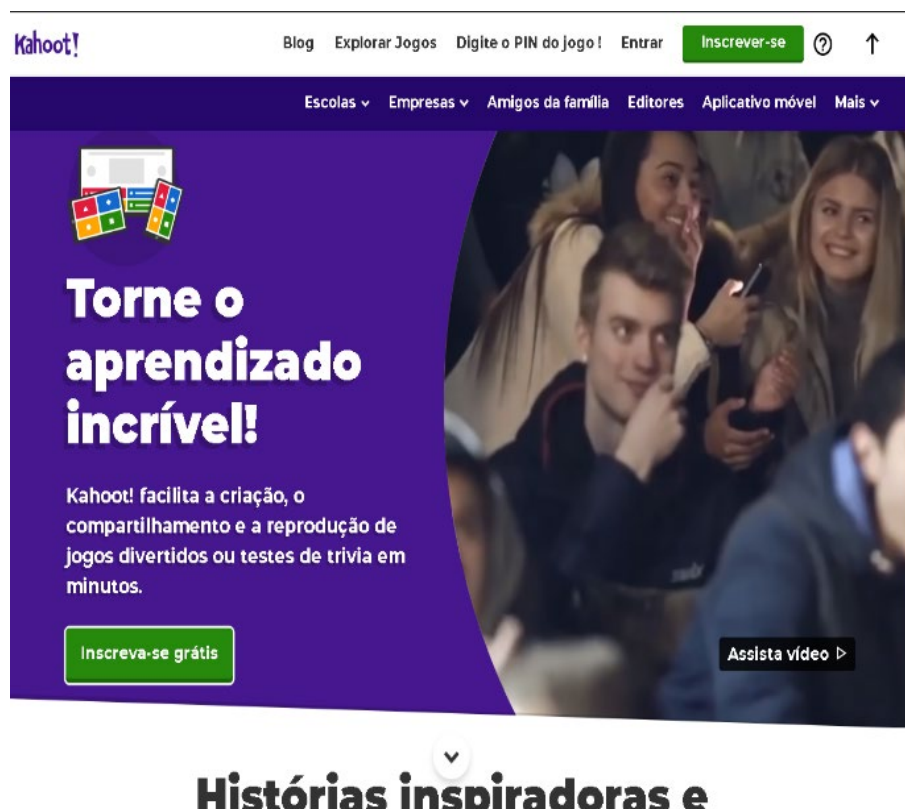 Kahoot! Blog Explorar Jogos Digite o PIN do jogo ! Entrar Inscrever-se
Escolas Empresas Amigos da família Editores Aplicativo móvel Mais
Torne o
aprendizado
incrível!
Kahoot! facilita a criação, o
compartilhamento e a reprodução de
jogos divertidos ou testes de trivia em
minutos.
Inscreva-se grátis
Assista vídeo
Histórias inspiradoras e